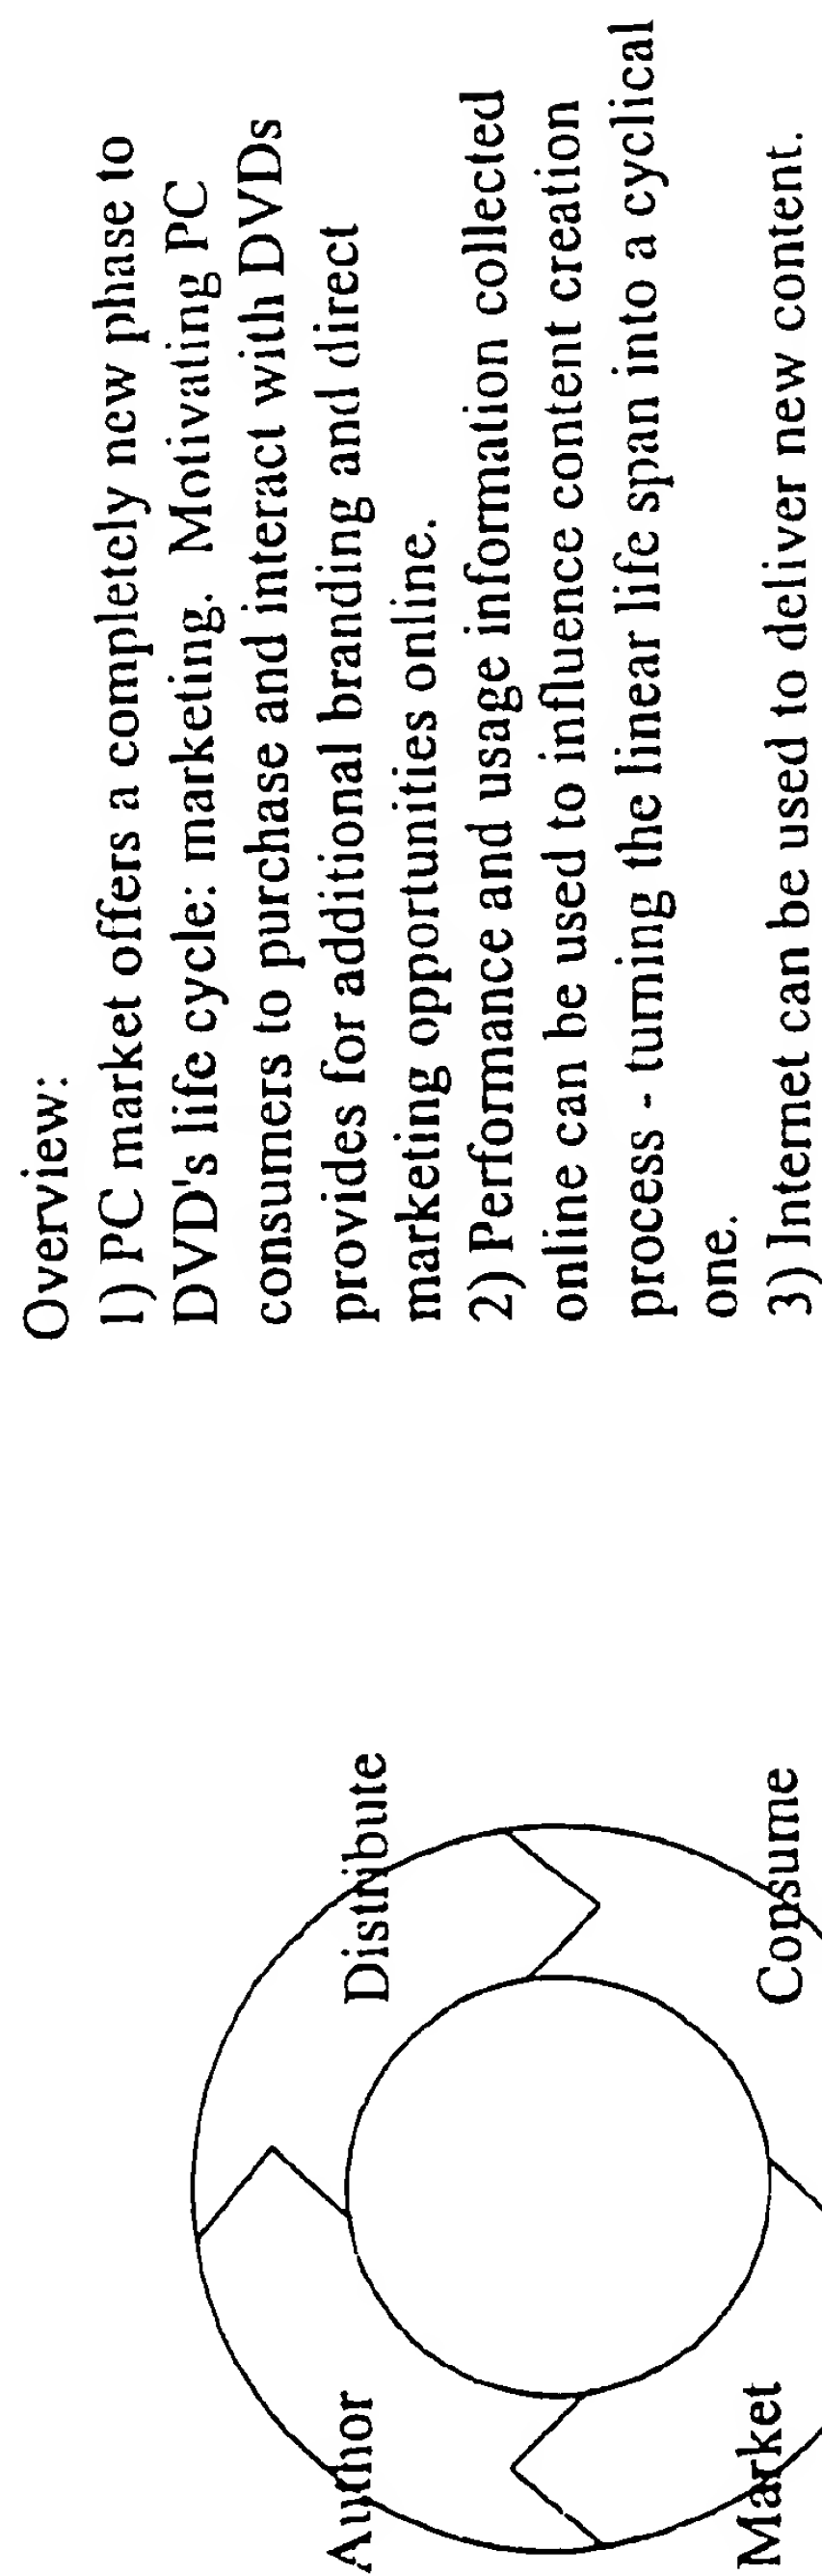 Overview:
1) PC market offers a completely new phase to
DVD's life cycle: marketing. Motivating PC
consumers to purchase and interact with DVDs
provides for additional branding and direct
marketing opportunities online.
2) Performance and usage information collected
online can be used to influence content creation
process - turning the linear life span into a cyclical
one.
3) Internet can be used to deliver new content.
Author
Distribute
Market
Consume